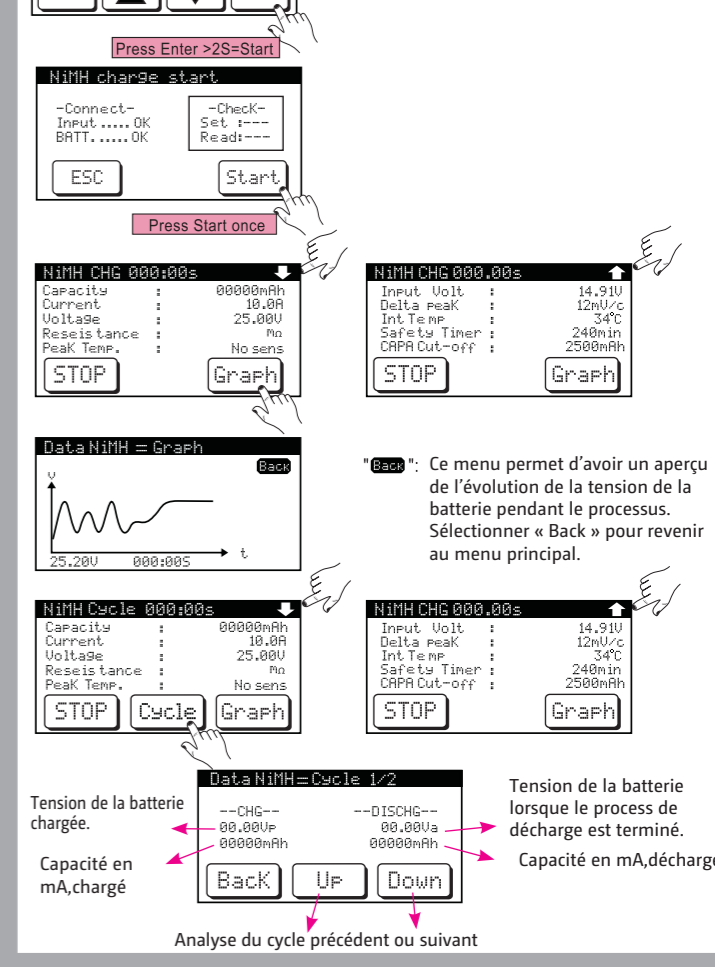 Press Enter >2S=Start
NiMH charge start
-Connect-
Input ..... OK
BATT. ..... OK
-ChecK-
Set :---
Read:---
ESC
Start
Press Start once
NiMH CHG 000:00s
Capacity : 00000mAh
Current : 10.0A
Voltage : 25.00V
Reseis tance : mΩ
PeaK Temp. : No sens
STOP
Graph
NiMH CHG 000.00s
Input Volt : 14.91V
Delta peaK : 12mV/c
Int Temp : 34°C
Safety Timer : 240min
CAPA Cut-off : 2500mAh
STOP
Graph
Data NiMH = Graph
BacK
V
t
25.20V 000:00S
"BacK": Ce menu permet d'avoir un aperçu
de l'évolution de la tension de la
batterie pendant le processus.
Sélectionner « Back » pour revenir
au menu principal.
NiMH Cycle 000:00s
Capacity : 00000mAh
Current : 10.0A
Voltage : 25.00V
Reseis tance : mΩ
PeaK Temp. : No sens
STOP
Cycle
Graph
NiMH CHG 000.00s
Input Volt : 14.91V
Delta peaK : 12mV/c
Int Te mp : 34°C
Safety Timer : 240min
CAPA Cut-off : 2500mAh
STOP
Graph
Data NiMH=Cycle 1/2
--CHG--
00.00Vp
00000mAh
--DISCHG--
00.00Va
00000mAh
BacK
Up
Down
Tension de la batterie
chargée.
Capacité en
mA,chargé
Tension de la batterie
lorsque le process de
décharge est terminé.
Capacité en mA,décharg
Analyse du cycle précédent ou suivant